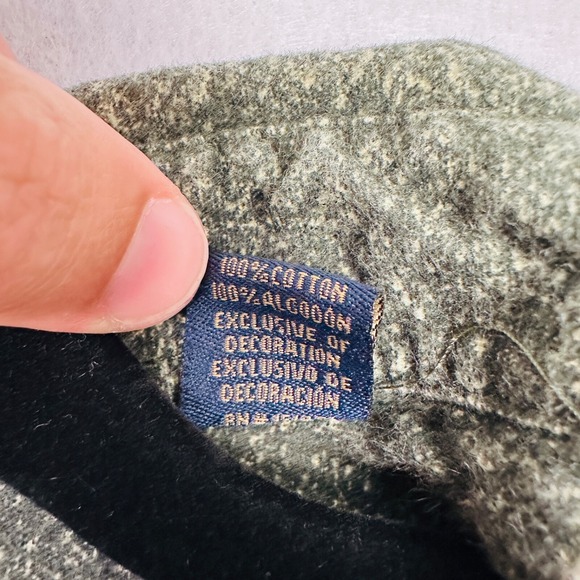 100% COTTON
100% ALGODÓN
EXCLUSIVE OF
DECORATION
EXCLUSIVO DE
DECORACIÓN
RN#